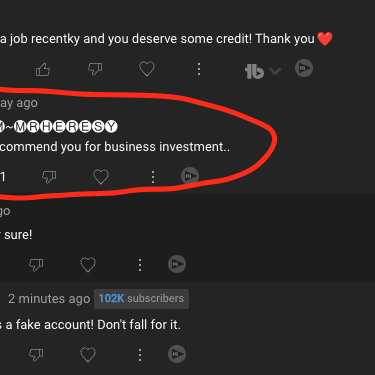 a job recentky and you deserve some credit! Thank you ❤️
ay ago
~🅜🅡🅗🅔🅡🅔🅢🅨
commend you for business investment..
1
go
sure!
2 minutes ago 102K subscribers
s a fake account! Don't fall for it.